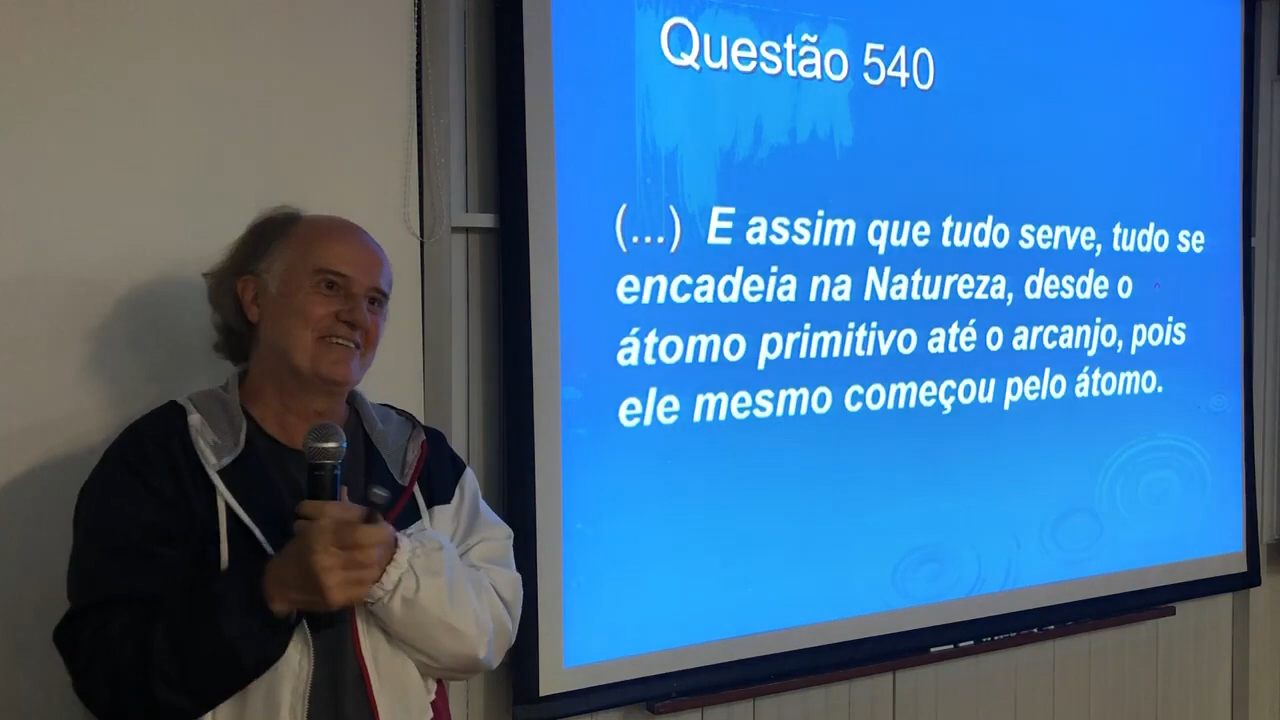 Questão 540
(...) E assim que tudo serve, tudo se
encadeia na Natureza, desde o
átomo primitivo até o arcanjo, pois
ele mesmo começou pelo átomo.